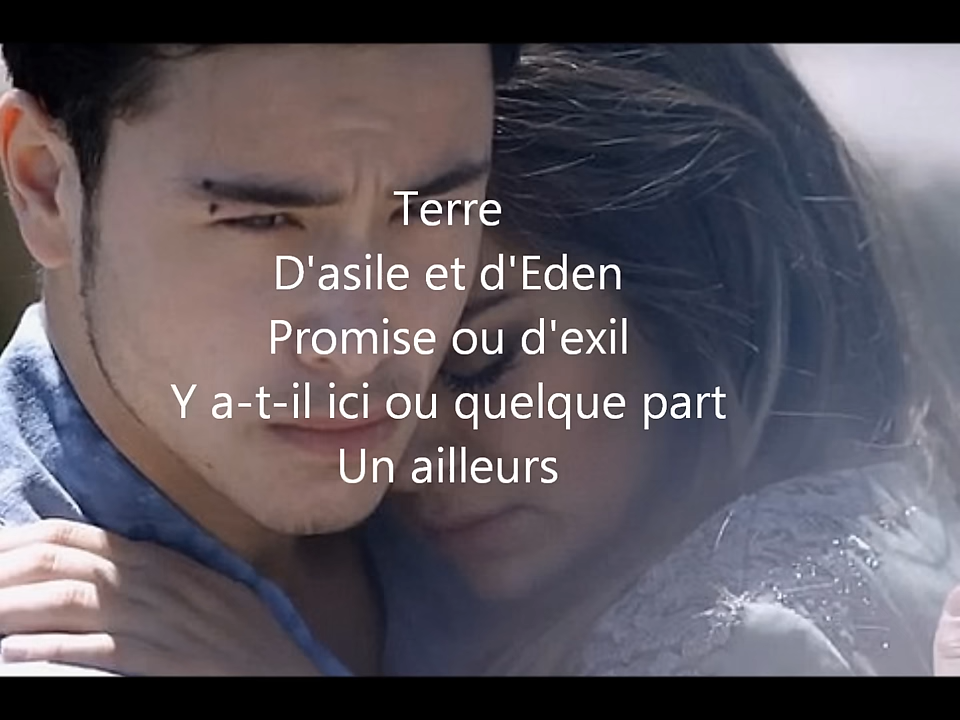 Terre
D'asile et d'Eden
Promise ou d'exil
Y a-t-il ici ou quelque part
Un ailleurs